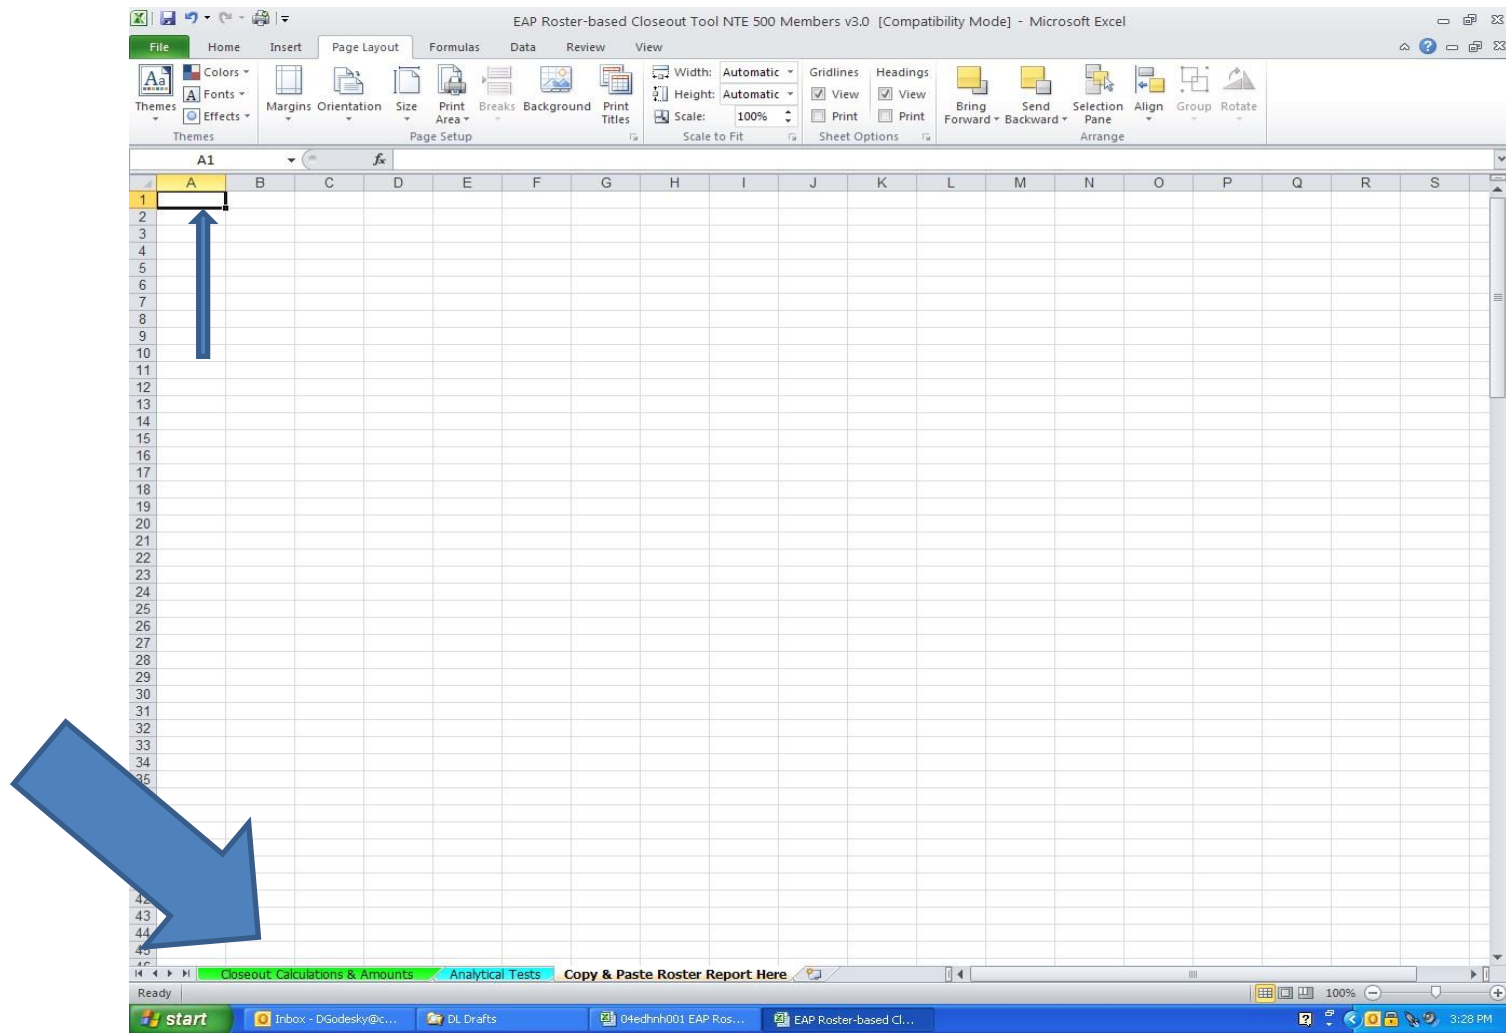 EAP Roster-based Closeout Tool NTE 500 Members v3.0 [Compatibility Mode] - Microsoft Excel
File Home Insert Page Layout Formulas Data Review View
Aa Themes
Colors
Fonts
Effects
Themes
Margins Orientation Size Print Area Breaks Background Print Titles
Page Setup
Width: Automatic
Height: Automatic
Scale: 100%
Scale to Fit
Gridlines Headings
View View
Print Print
Sheet Options
Bring Forward Send Backward Selection Pane Align Group Rotate
Arrange
A1 fx
A B C D E F G H I J K L M N O P Q R S
1
2
3
4
5
6
7
8
9
10
11
12
13
14
15
16
17
18
19
20
21
22
23
24
25
26
27
28
29
30
31
32
33
34
35
42
43
44
45
Closeout Calculations & Amounts Analytical Tests Copy & Paste Roster Report Here
Ready 100%
start Inbox - DGodesky@c... DL Drafts 04edhnh001 EAP Ros... EAP Roster-based Cl... 3:28 PM